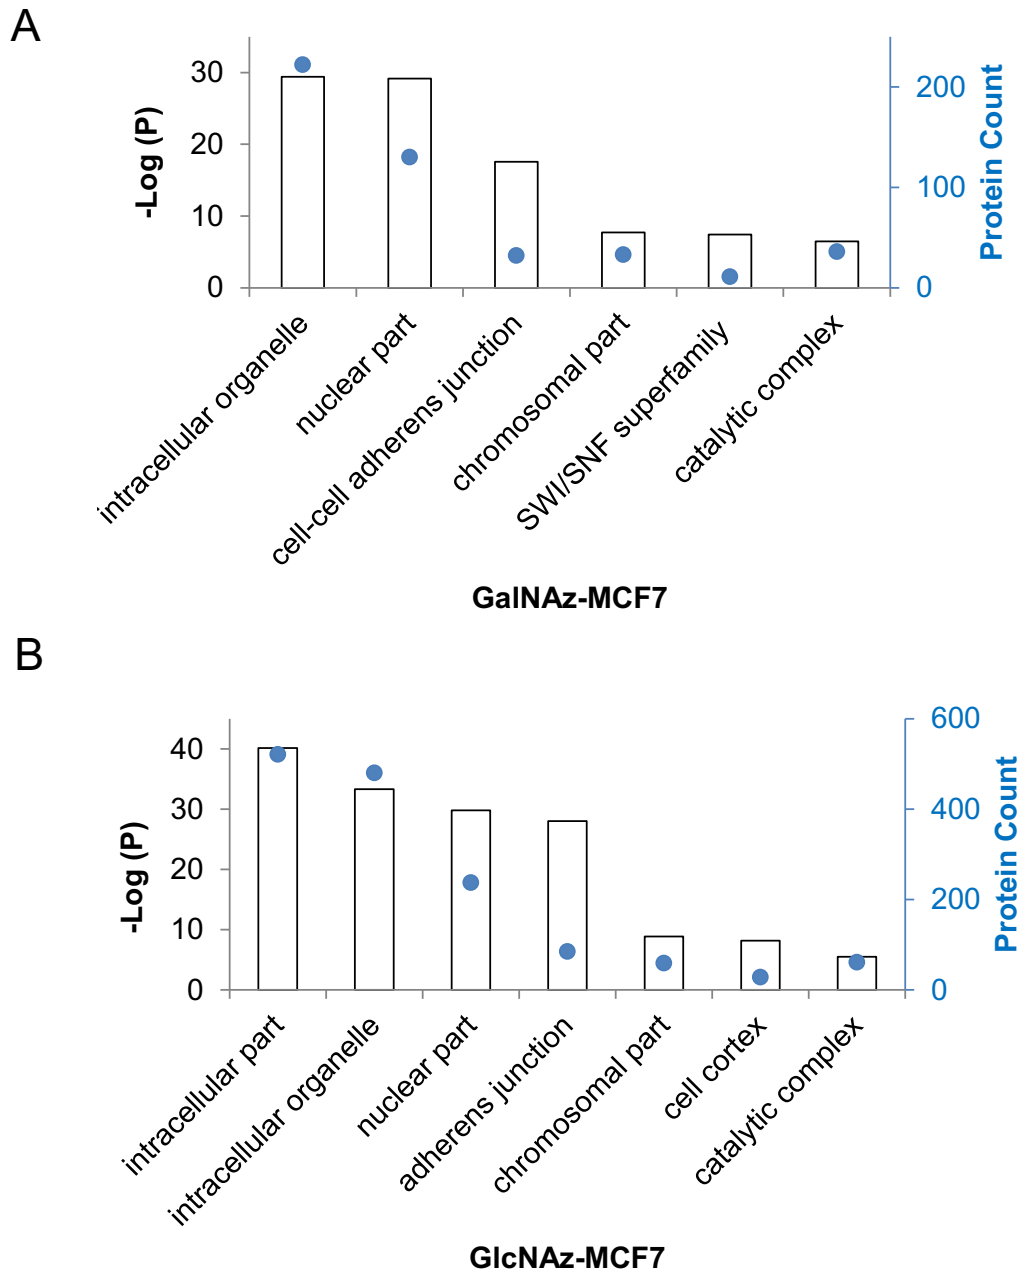 A
30
20
10
0
-Log (P)
200
100
0
Protein Count
intracellular organelle
nuclear part
cell-cell adherens junction
chromosomal part
SWI/SNF superfamily
catalytic complex
GalNAz-MCF7
B
40
30
20
10
0
-Log (P)
600
400
200
0
Protein Count
intracellular part
intracellular organelle
nuclear part
adherens junction
chromosomal part
cell cortex
catalytic complex
GlcNAz-MCF7